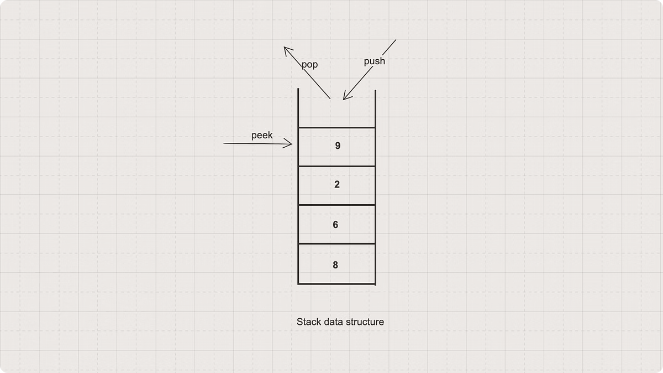 pop
push
peek
9
2
6
8
Stack data structure